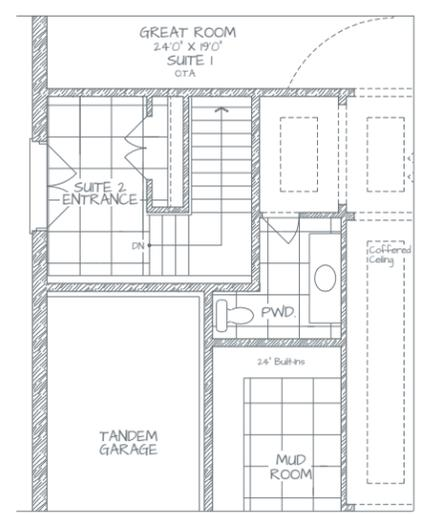 GREAT ROOM
24'0" X 19'0"
SUITE 1
O.T.A
SUITE 2
ENTRANCE
DN
Coffered
Ceiling
PWD.
24" Built-ins
TANDEM
GARAGE
MUD
ROOM